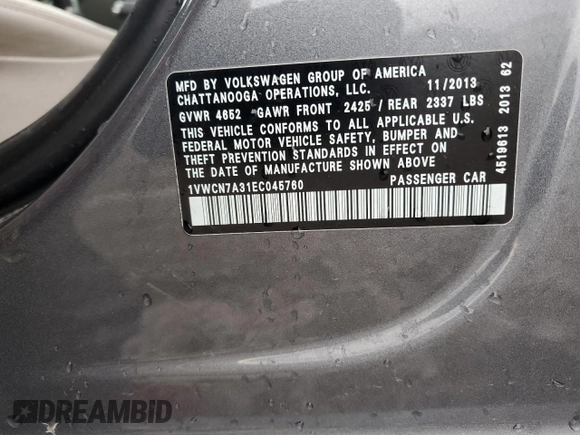 MFD BY VOLKSWAGEN GROUP OF AMERICA
CHATTANOOGA OPERATIONS, LLC. 11/2013
GVWR 4652 GAWR FRONT 2425 / REAR 2337 LBS
THIS VEHICLE CONFORMS TO ALL APPLICABLE U.S.
FEDERAL MOTOR VEHICLE SAFETY, BUMPER AND
THEFT PREVENTION STANDARDS IN EFFECT ON
THE DATE OF MANUFACTURE SHOWN ABOVE
1VWCN7A31EC045760 PASSENGER CAR
4519613 2013 62
DREAMBID